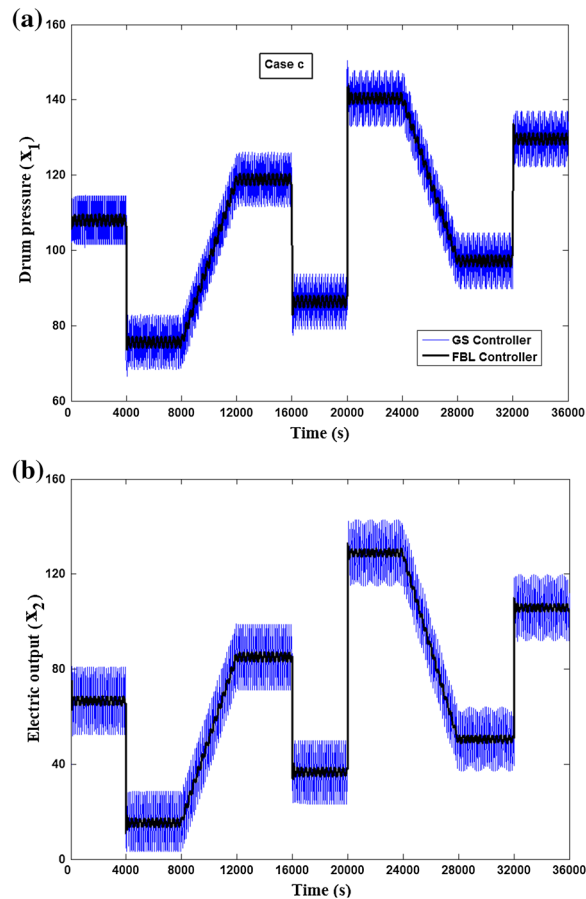 (a)
160
140
120
100
80
60
Drum pressure (X1)
Case c
GS Controller
FBL Controller
0 4000 8000 12000 16000 20000 24000 28000 32000 36000
Time (s)
(b)
160
120
80
40
0
Electric output (X2)
0 4000 8000 12000 16000 20000 24000 28000 32000 36000
Time (s)